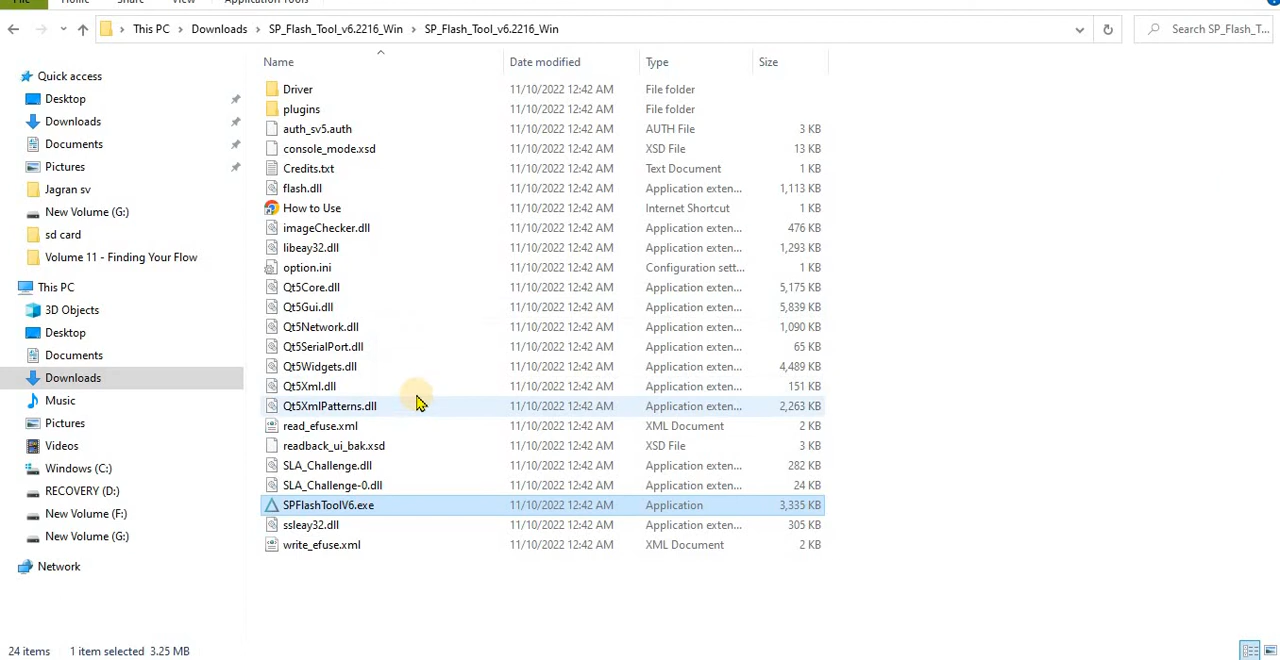 File Home Share View Application Tools
This PC > Downloads > SP_Flash_Tool_v6.2216_Win > SP_Flash_Tool_v6.2216_Win
Search SP_Flash_T...
Name Date modified Type Size
Quick access
Desktop
Downloads
Documents
Pictures
Jagran sv
New Volume (G:)
sd card
Volume 11 - Finding Your Flow
This PC
3D Objects
Desktop
Documents
Downloads
Music
Pictures
Videos
Windows (C:)
RECOVERY (D:)
New Volume (F:)
New Volume (G:)
Network
Driver 11/10/2022 12:42 AM File folder
plugins 11/10/2022 12:42 AM File folder
auth_sv5.auth 11/10/2022 12:42 AM AUTH File 3 KB
console_mode.xsd 11/10/2022 12:42 AM XSD File 13 KB
Credits.txt 11/10/2022 12:42 AM Text Document 1 KB
flash.dll 11/10/2022 12:42 AM Application exten... 1,113 KB
How to Use 11/10/2022 12:42 AM Internet Shortcut 1 KB
imageChecker.dll 11/10/2022 12:42 AM Application exten... 476 KB
libeay32.dll 11/10/2022 12:42 AM Application exten... 1,293 KB
option.ini 11/10/2022 12:42 AM Configuration sett... 1 KB
Qt5Core.dll 11/10/2022 12:42 AM Application exten... 5,175 KB
Qt5Gui.dll 11/10/2022 12:42 AM Application exten... 5,839 KB
Qt5Network.dll 11/10/2022 12:42 AM Application exten... 1,090 KB
Qt5SerialPort.dll 11/10/2022 12:42 AM Application exten... 65 KB
Qt5Widgets.dll 11/10/2022 12:42 AM Application exten... 4,489 KB
Qt5Xml.dll 11/10/2022 12:42 AM Application exten... 151 KB
Qt5XmlPatterns.dll 11/10/2022 12:42 AM Application exten... 2,263 KB
read_efuse.xml 11/10/2022 12:42 AM XML Document 2 KB
readback_ui_bak.xsd 11/10/2022 12:42 AM XSD File 3 KB
SLA_Challenge.dll 11/10/2022 12:42 AM Application exten... 282 KB
SLA_Challenge-0.dll 11/10/2022 12:42 AM Application exten... 24 KB
SPFlashToolV6.exe 11/10/2022 12:42 AM Application 3,335 KB
ssleay32.dll 11/10/2022 12:42 AM Application exten... 305 KB
write_efuse.xml 11/10/2022 12:42 AM XML Document 2 KB
24 items 1 item selected 3.25 MB